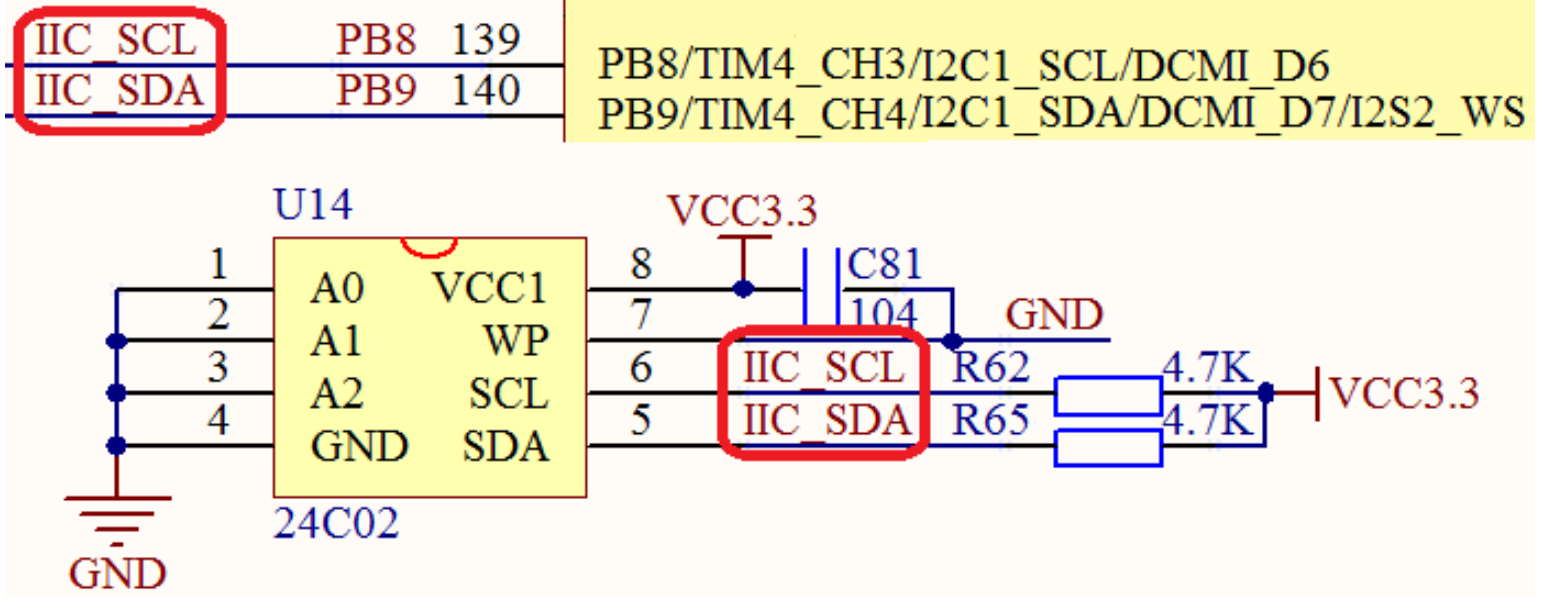 IIC_SCL PB8 139
IIC_SDA PB9 140
PB8/TIM4_CH3/I2C1_SCL/DCMI_D6
PB9/TIM4_CH4/I2C1_SDA/DCMI_D7/I2S2_WS
U14
VCC3.3
1 A0 VCC1 8 C81
2 A1 WP 7 104 GND
3 A2 SCL 6 IIC_SCL R62 4.7K VCC3.3
4 GND SDA 5 IIC_SDA R65 4.7K
24C02
GND